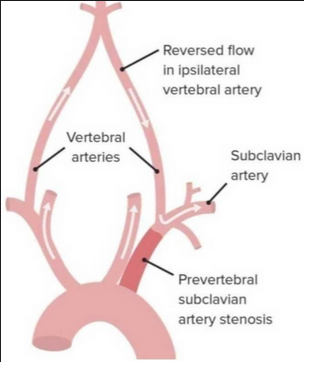 Reversed flow
in ipsilateral
vertebral artery
Vertebral
arteries
Subclavian
artery
Prevertebral
subclavian
artery stenosis